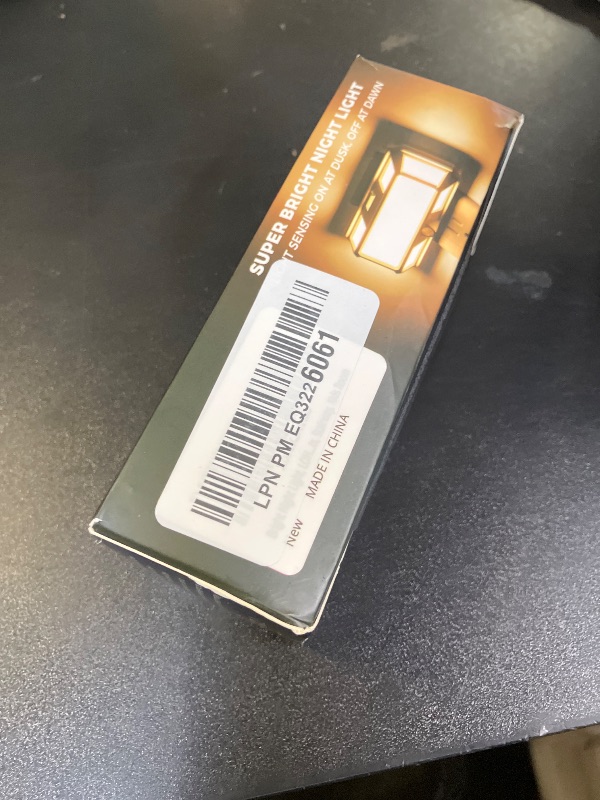 SUPER BRIGHT NIGHT LIGHT
SENSING ON AT DUSK, OFF AT DAWN
LPN PM EQ3226061
New
MADE IN CHINA